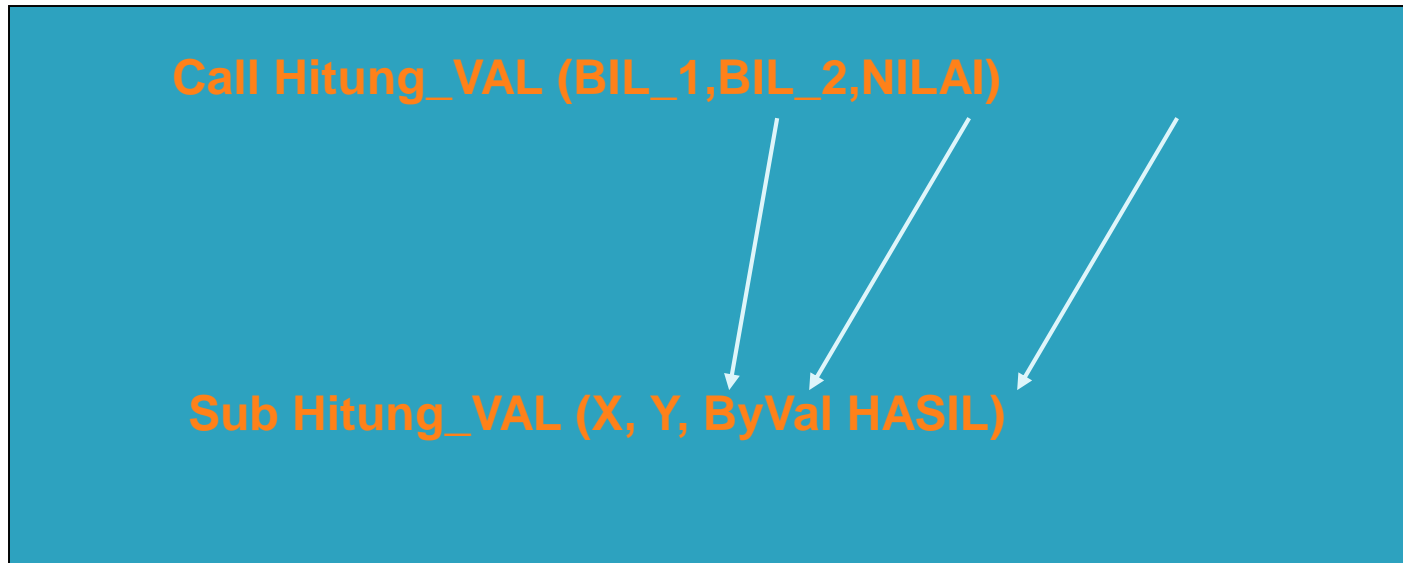 Call Hitung_VAL (BIL_1,BIL_2,NILAI)
Sub Hitung_VAL (X, Y, ByVal HASIL)